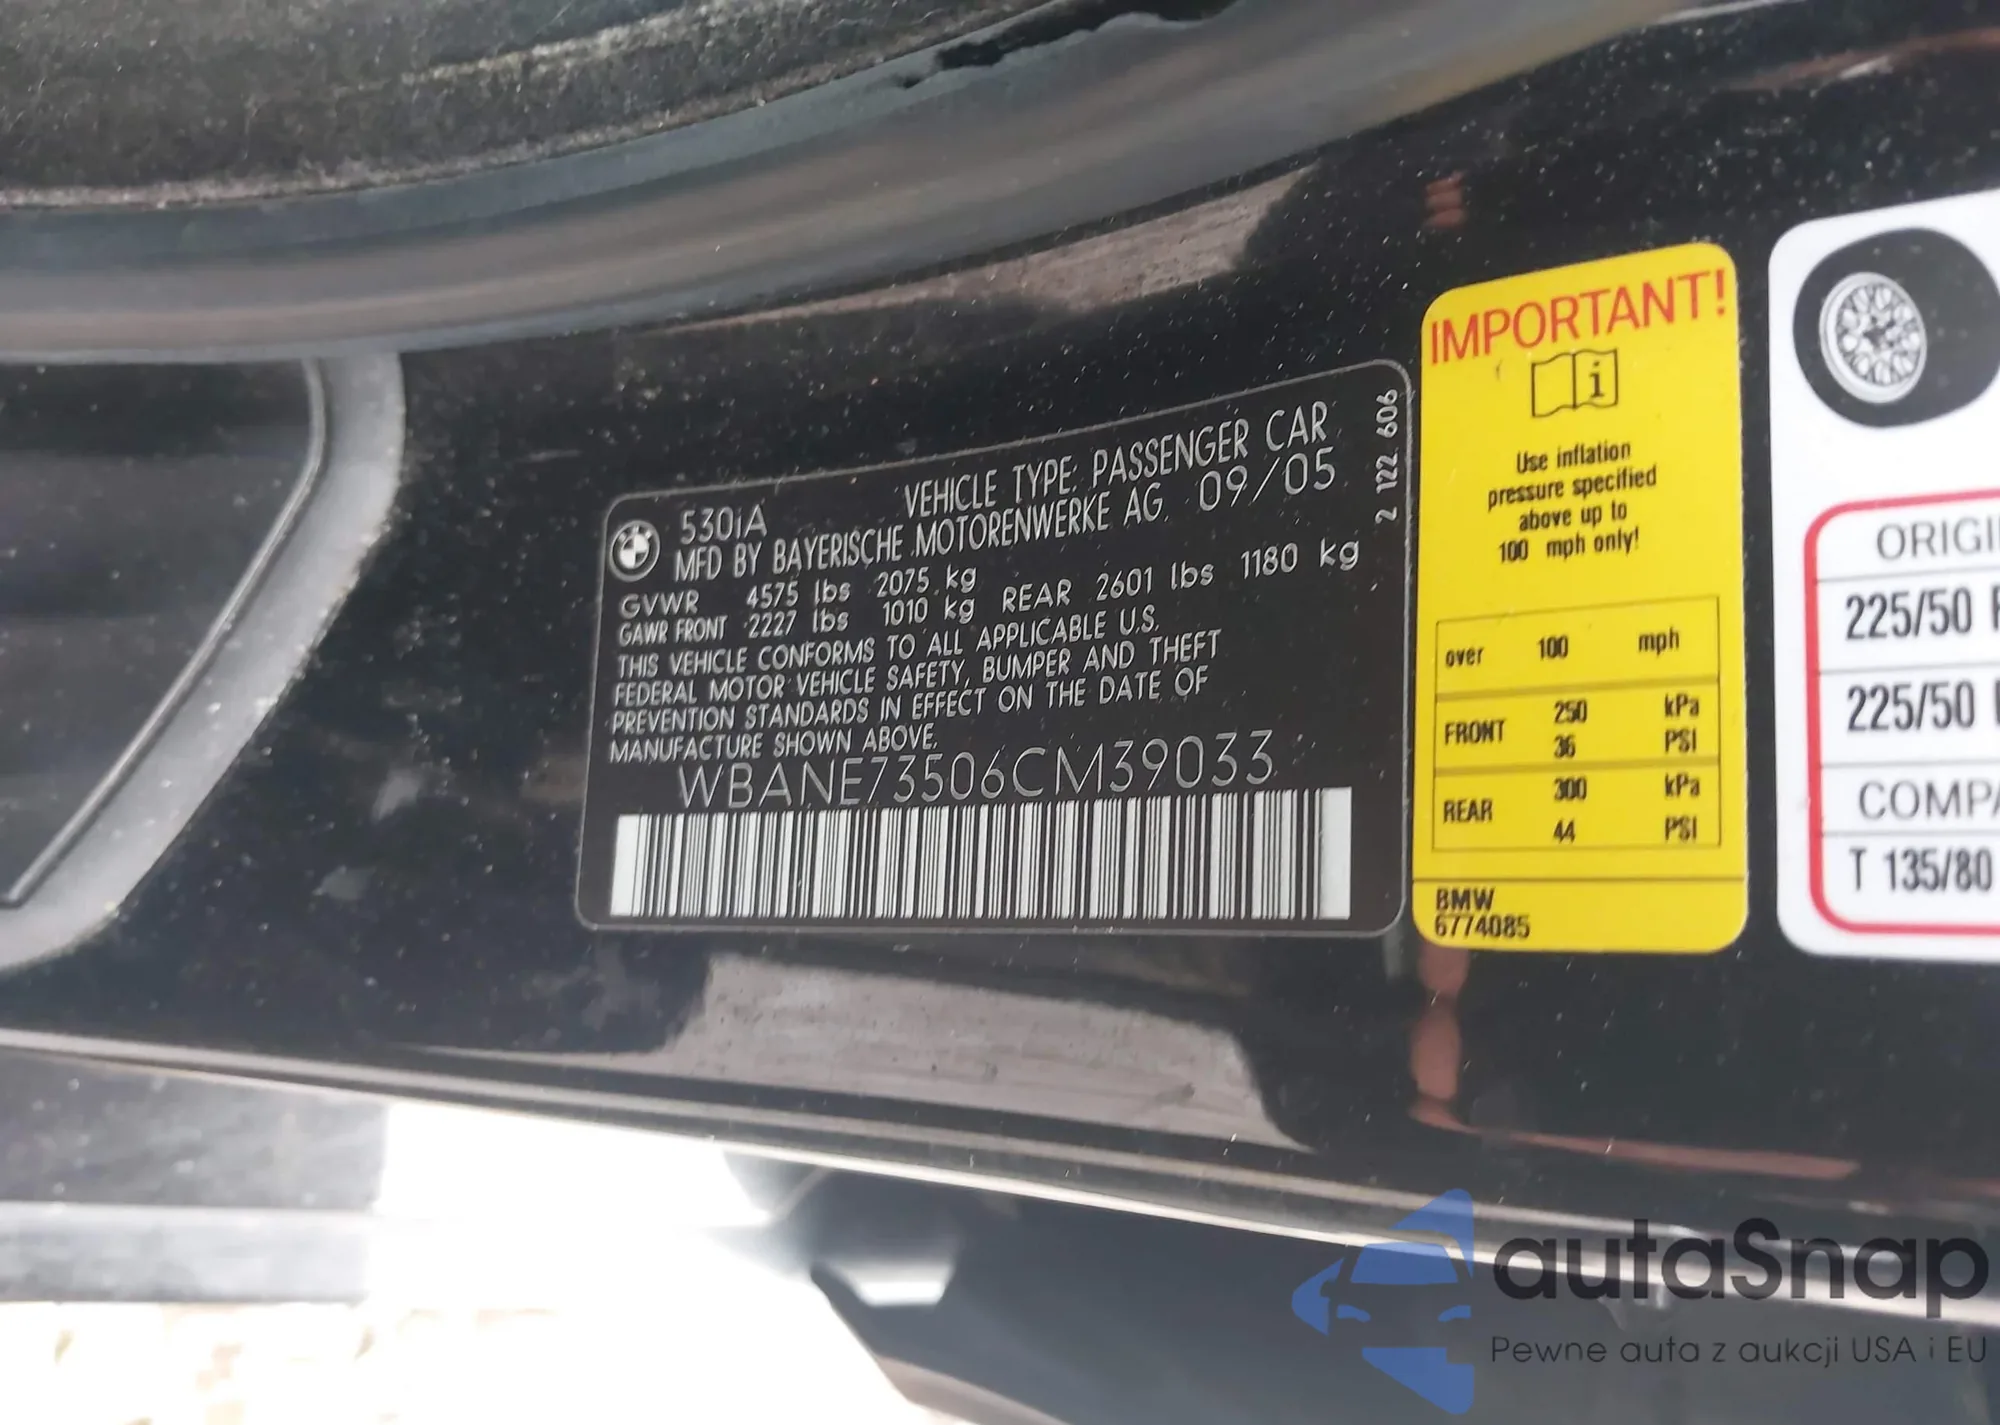 530iA VEHICLE TYPE: PASSENGER CAR
MFD BY BAYERISCHE MOTORENWERKE AG. 09/05
GVWR 4575 lbs 2075 kg
GAWR FRONT 2227 lbs 1010 kg REAR 2601 lbs 1180 kg
THIS VEHICLE CONFORMS TO ALL APPLICABLE U.S.
FEDERAL MOTOR VEHICLE SAFETY, BUMPER AND THEFT
PREVENTION STANDARDS IN EFFECT ON THE DATE OF
MANUFACTURE SHOWN ABOVE.
WBANE73506CM39033
2 122 606
IMPORTANT!
i
Use inflation
pressure specified
above up to
100 mph only!
over 100 mph
FRONT 250 kPa
36 PSI
REAR 300 kPa
44 PSI
BMW
6774085
ORIGI
225/50
225/50
COMPA
T 135/80
autaSnap
Pewne auta z aukcji USA i EU